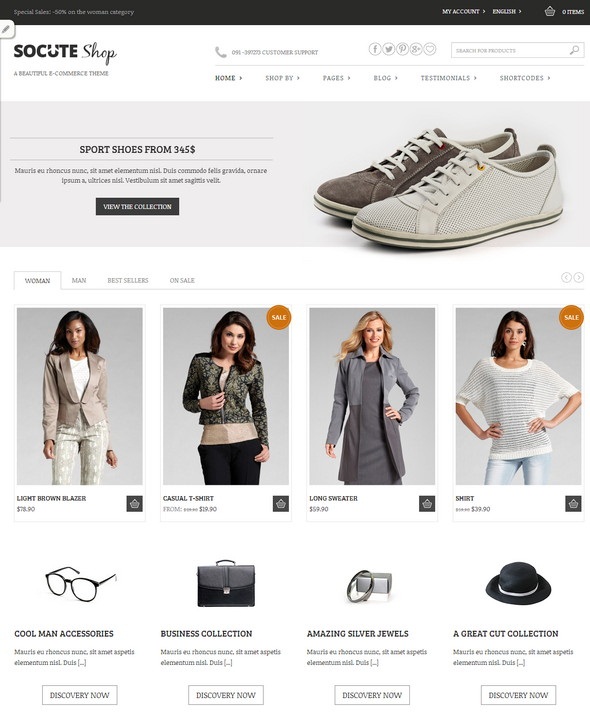 Special Sales: -50% on the woman category
MY ACCOUNT
ENGLISH
0 ITEMS
SOCUTE Shop
A BEAUTIFUL E-COMMERCE THEME
CUSTOMER SUPPORT
SEARCH FOR PRODUCTS
HOME
SHOP BY
PAGES
BLOG
TESTIMONIALS
SHORTCODES
SPORT SHOES FROM 345$
Mauris eu rhoncus nunc, sit amet elementum nisl. Duis commodo felis gravida, ornare
ipsum a, ultrices nisl. Vestibulum sit amet sagittis velit.
VIEW THE COLLECTION
WOMAN
MAN
BEST SELLERS
ON SALE
SALE
SALE
LIGHT BROWN BLAZER
$78.90
CASUAL T-SHIRT
FROM: $19.90
LONG SWEATER
$59.90
SHIRT
$39.90
COOL MAN ACCESSORIES
Mauris eu rhoncus nunc, sit amet aspetis
elementum nisl. Duis [...]
DISCOVERY NOW
BUSINESS COLLECTION
Mauris eu rhoncus nunc, sit amet aspetis
elementum nisl. Duis [...]
DISCOVERY NOW
AMAZING SILVER JEWELS
Mauris eu rhoncus nunc, sit amet aspetis
elementum nisl. Duis [...]
DISCOVERY NOW
A GREAT CUT COLLECTION
Mauris eu rhoncus nunc, sit amet aspetis
elementum nisl. Duis [...]
DISCOVERY NOW